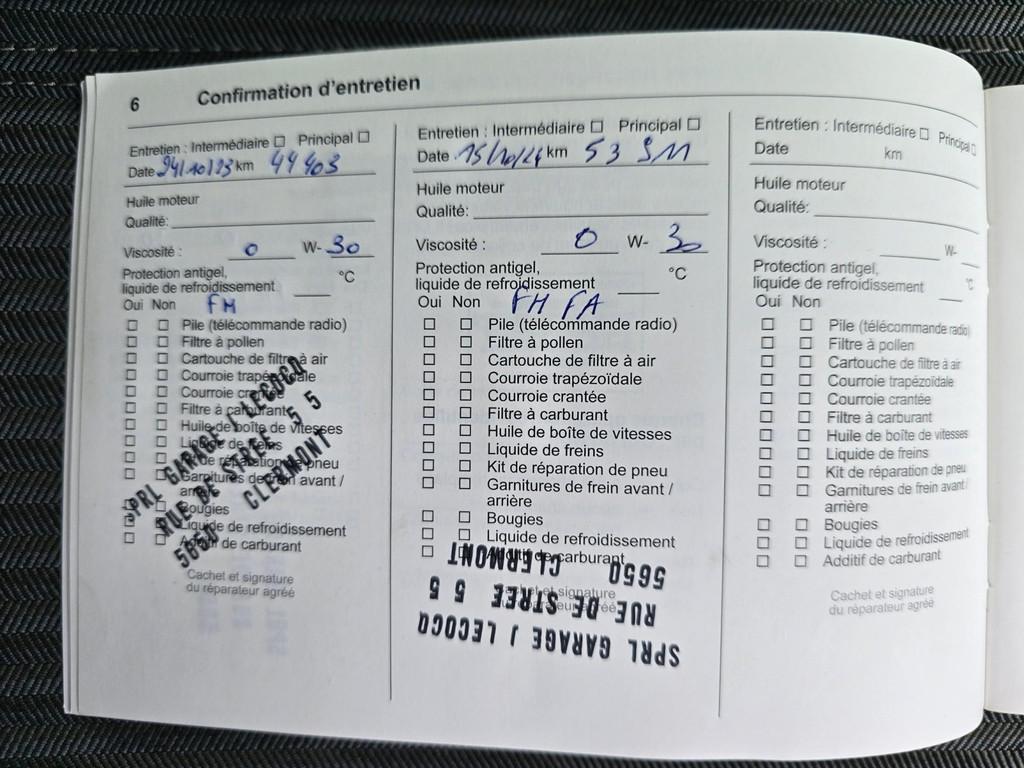 6 Confirmation d'entretien
Entretien : Intermédiaire ☐ Principal ☐
Date 24/10/23 km 44403
Huile moteur
Qualité:
Viscosité : 0 W- 30
Protection antigel,
liquide de refroidissement °C
Oui Non FH
☐ ☐ Pile (télécommande radio)
☐ ☐ Filtre à pollen
☐ ☐ Cartouche de filtre à air
☐ ☐ Courroie trapézoïdale
☐ ☐ Courroie crantée
☐ ☐ Filtre à carburant
☐ ☐ Huile de boîte de vitesses
☐ ☐ Liquide de freins
☐ ☐ Kit de réparation de pneu
☐ ☐ Garnitures de frein avant /
arrière
☐ ☐ Bougies
☐ ☐ Liquide de refroidissement
☐ ☐ Additif de carburant
Cachet et signature
du réparateur agréé
SPRL GARAGE J LECOCQ
RUE DE STREE 5 5
5650 CLERMONT
Entretien : Intermédiaire ☐ Principal ☐
Date 15/10/24 km 53
Huile moteur
Qualité:
Viscosité : 0 W- 30
Protection antigel,
liquide de refroidissement °C
Oui Non FH FA
☐ ☐ Pile (télécommande radio)
☐ ☐ Filtre à pollen
☐ ☐ Cartouche de filtre à air
☐ ☐ Courroie trapézoïdale
☐ ☐ Courroie crantée
☐ ☐ Filtre à carburant
☐ ☐ Huile de boîte de vitesses
☐ ☐ Liquide de freins
☐ ☐ Kit de réparation de pneu
☐ ☐ Garnitures de frein avant /
arrière
☐ ☐ Bougies
☐ ☐ Liquide de refroidissement
☐ ☐ Additif de carburant
Cachet et signature
du réparateur agréé
SPRL GARAGE J LECOCQ
RUE DE STREE 5 5
5650 CLERMONT
Entretien : Intermédiaire ☐ Principal ☐
Date km
Huile moteur
Qualité:
Viscosité : W-
Protection antigel,
liquide de refroidissement °C
Oui Non
☐ ☐ Pile (télécommande radio)
☐ ☐ Filtre à pollen
☐ ☐ Cartouche de filtre à air
☐ ☐ Courroie trapézoïdale
☐ ☐ Courroie crantée
☐ ☐ Filtre à carburant
☐ ☐ Huile de boîte de vitesses
☐ ☐ Liquide de freins
☐ ☐ Kit de réparation de pneu
☐ ☐ Garnitures de frein avant /
arrière
☐ ☐ Bougies
☐ ☐ Liquide de refroidissement
☐ ☐ Additif de carburant
Cachet et signature
du réparateur agréé